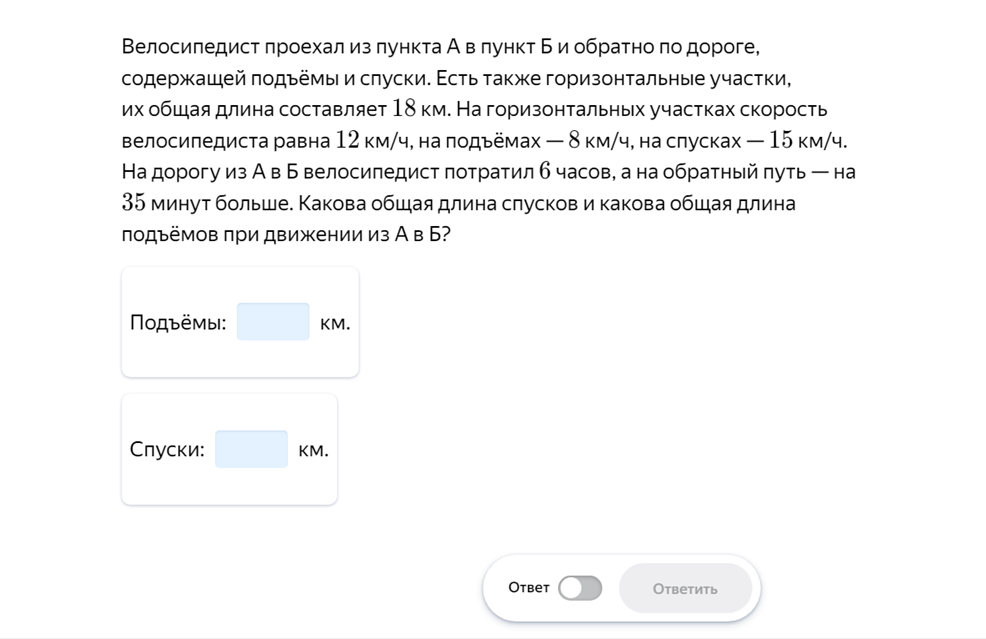 Велосипедист проехал из пункта А в пункт Б и обратно по дороге,
содержащей подъёмы и спуски. Есть также горизонтальные участки,
их общая длина составляет 18 км. На горизонтальных участках скорость
велосипедиста равна 12 км/ч, на подъёмах — 8 км/ч, на спусках — 15 км/ч.
На дорогу из А в Б велосипедист потратил 6 часов, а на обратный путь — на
35 минут больше. Какова общая длина спусков и какова общая длина
подъёмов при движении из А в Б?
Подъёмы: км.
Спуски: км.
Ответ Ответить